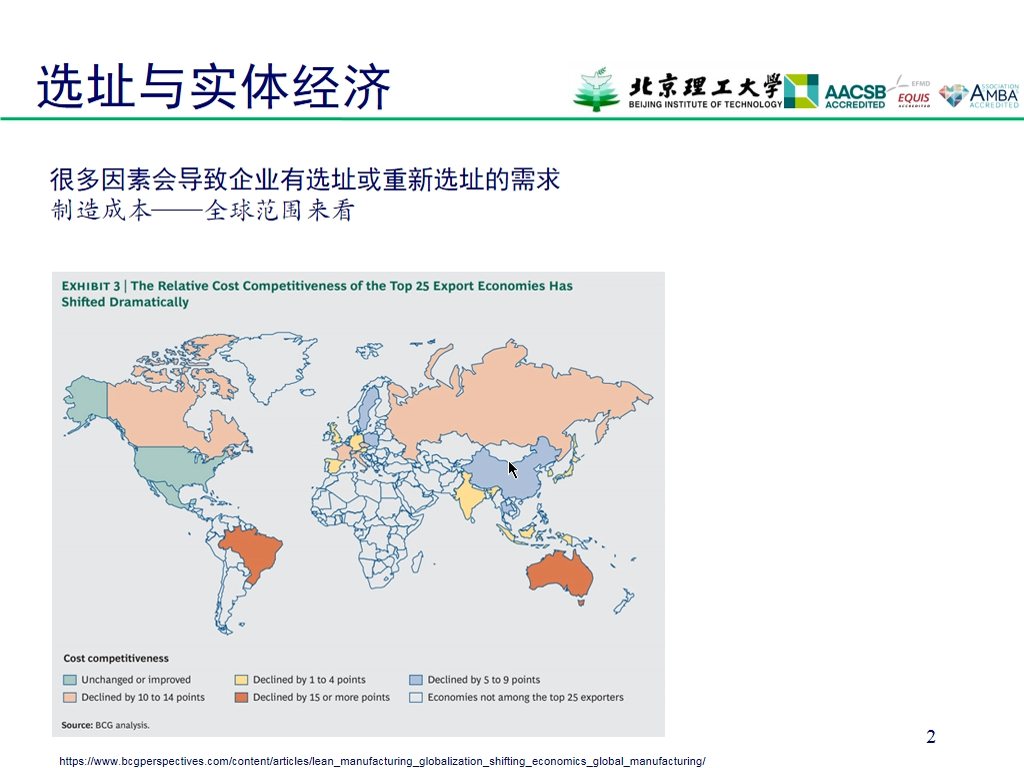 选址与实体经济
北京理工大学
BEIJING INSTITUTE OF TECHNOLOGY
AACSB
ACCREDITED
EFMD
EQUIS
ACCREDITED
ASSOCIATION
AMBA
ACCREDITED
很多因素会导致企业有选址或重新选址的需求
制造成本——全球范围来看
EXHIBIT 3 | The Relative Cost Competitiveness of the Top 25 Export Economies Has
Shifted Dramatically
Cost competitiveness
Unchanged or improved
Declined by 1 to 4 points
Declined by 5 to 9 points
Declined by 10 to 14 points
Declined by 15 or more points
Economies not among the top 25 exporters
Source: BCG analysis.
2
https://www.bcgperspectives.com/content/articles/lean_manufacturing_globalization_shifting_economics_global_manufacturing/